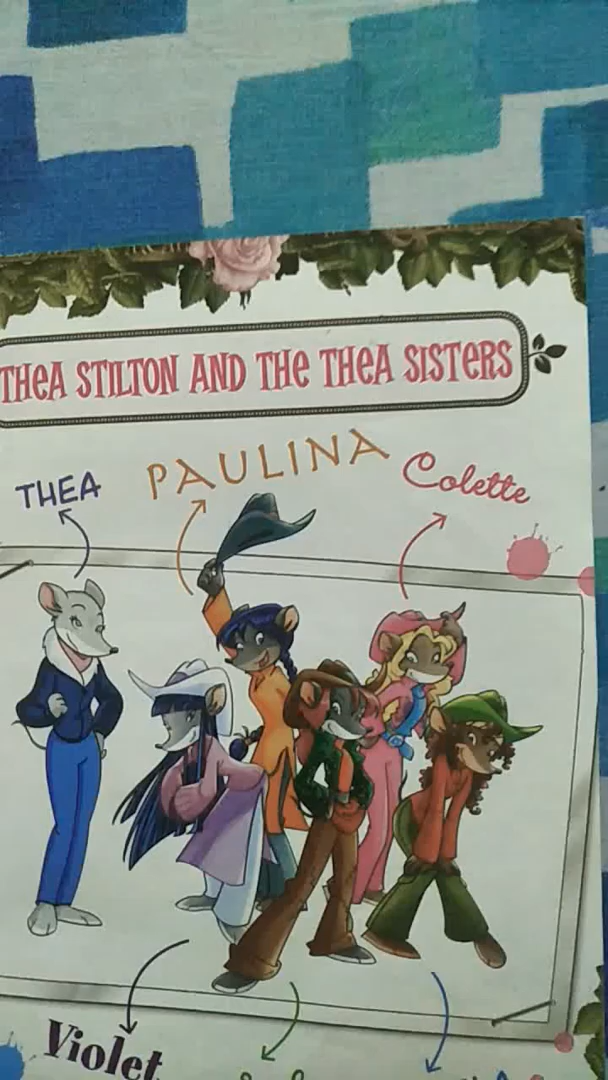 THEA STILTON AND THE THEA SISTERS
THEA
PAULINA
Colette
Violet